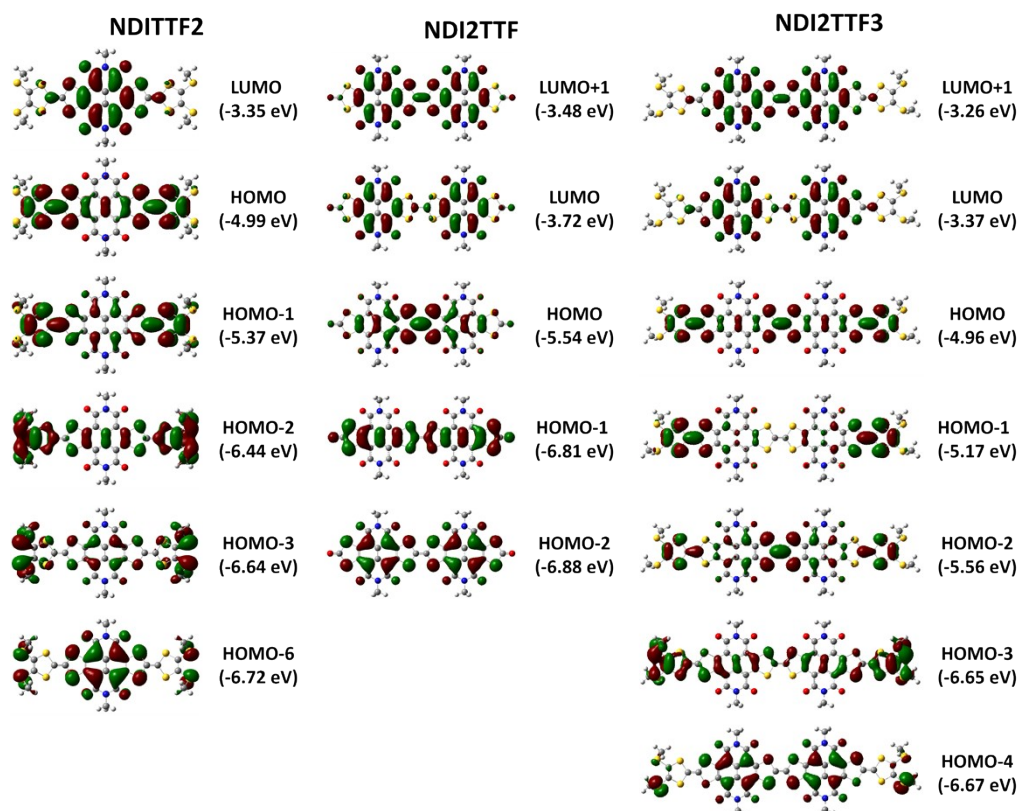 NDITTF2
LUMO
(-3.35 eV)
HOMO
(-4.99 eV)
HOMO-1
(-5.37 eV)
HOMO-2
(-6.44 eV)
HOMO-3
(-6.64 eV)
HOMO-6
(-6.72 eV)
NDI2TTF
LUMO+1
(-3.48 eV)
LUMO
(-3.72 eV)
HOMO
(-5.54 eV)
HOMO-1
(-6.81 eV)
HOMO-2
(-6.88 eV)
NDI2TTF3
LUMO+1
(-3.26 eV)
LUMO
(-3.37 eV)
HOMO
(-4.96 eV)
HOMO-1
(-5.17 eV)
HOMO-2
(-5.56 eV)
HOMO-3
(-6.65 eV)
HOMO-4
(-6.67 eV)